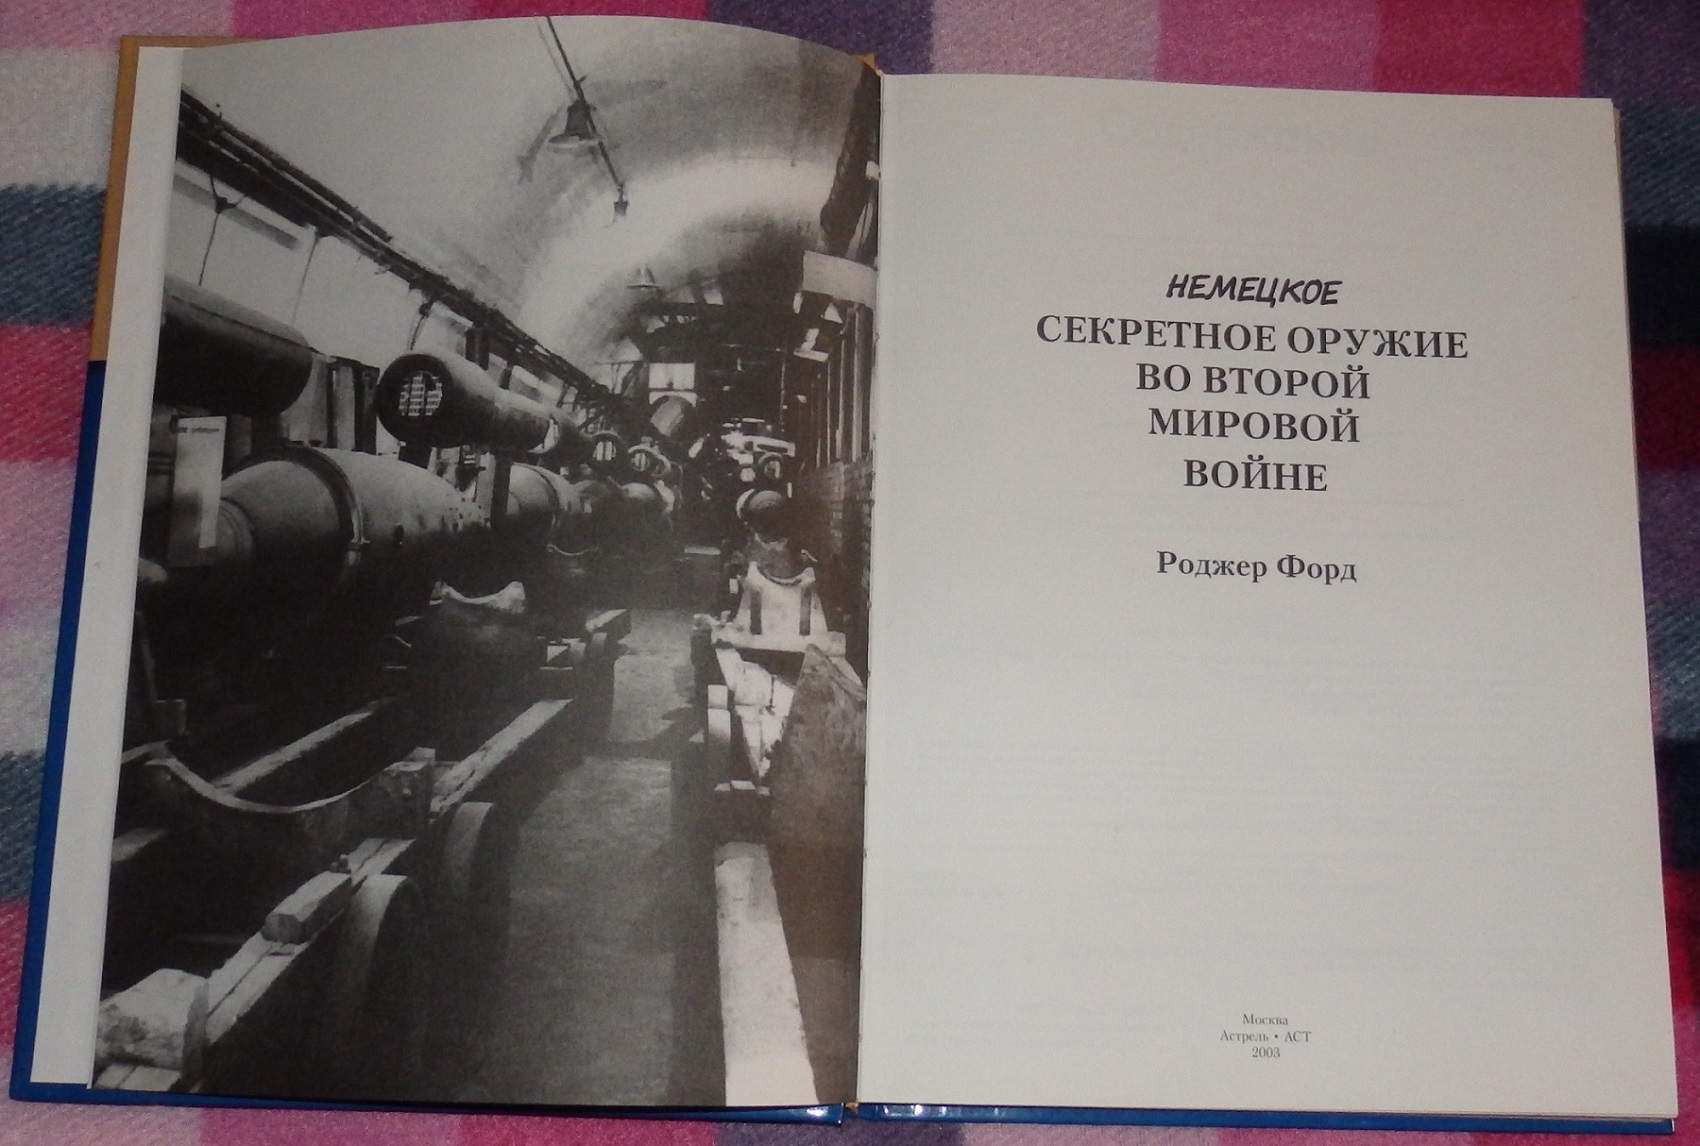 НЕМЕЦКОЕ
СЕКРЕТНОЕ ОРУЖИЕ
ВО ВТОРОЙ
МИРОВОЙ
ВОЙНЕ
Роджер Форд
Москва
Астрель • АСТ
2003